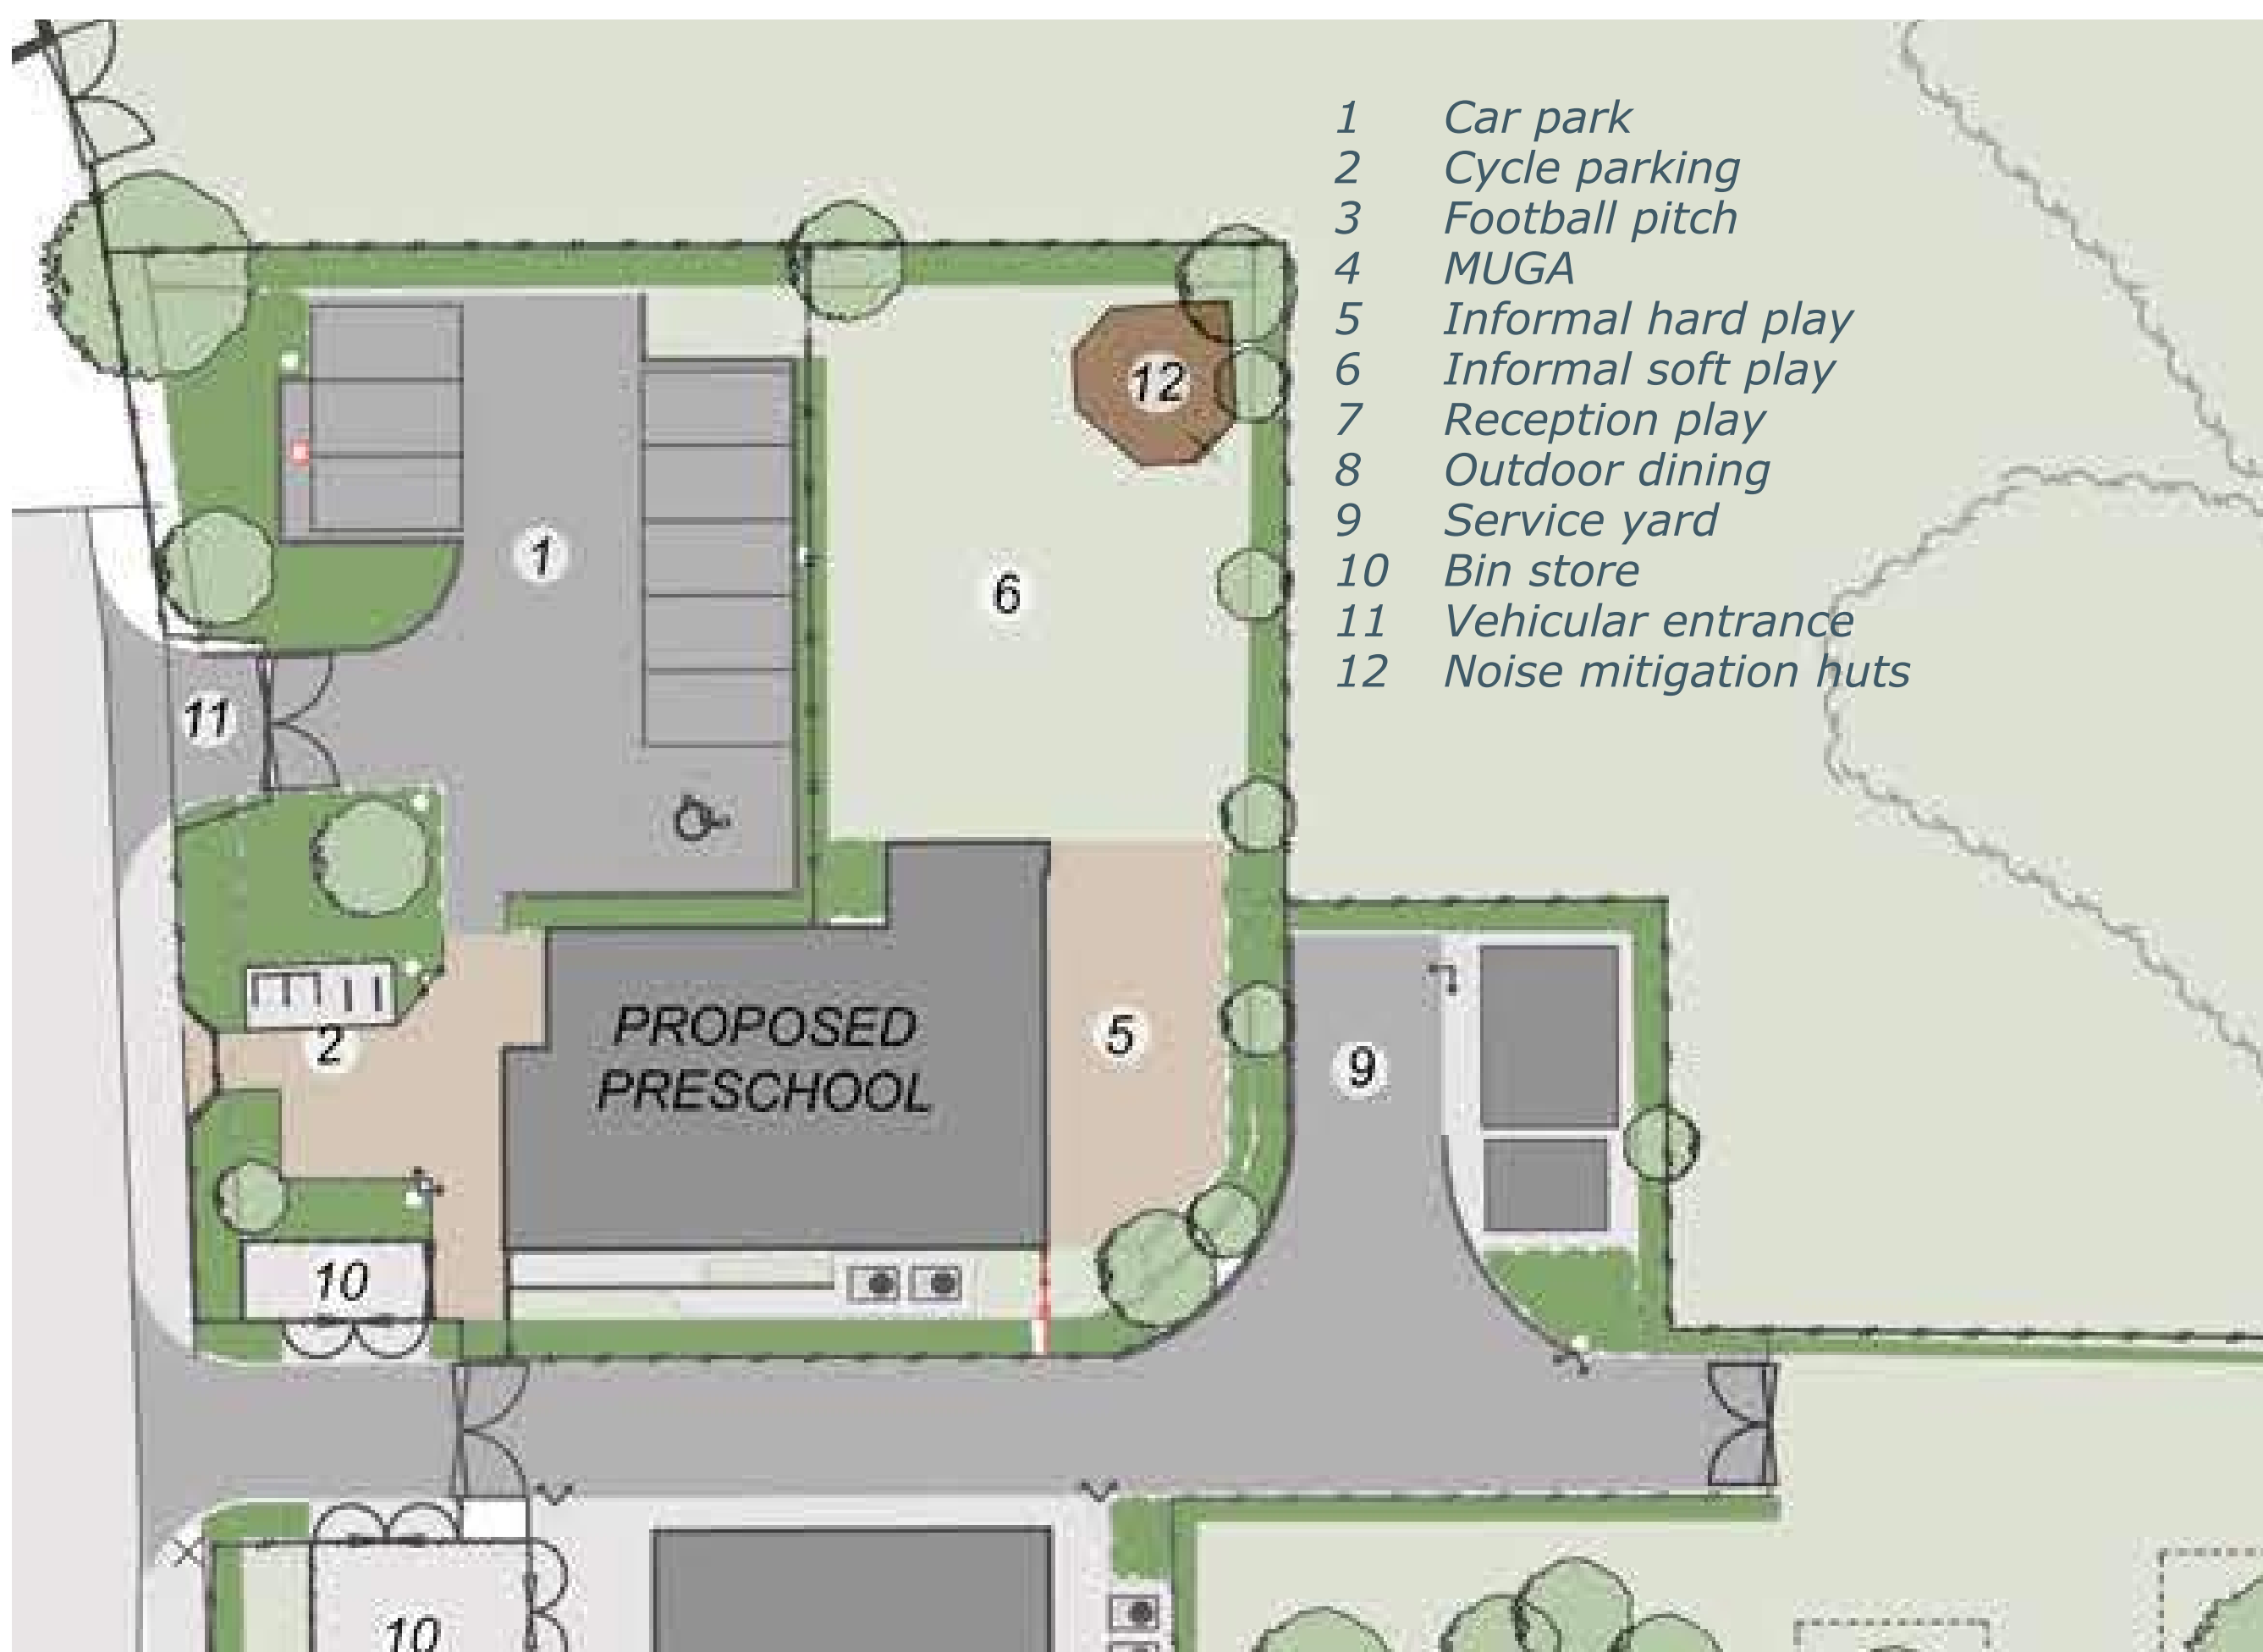 1 Car park
2 Cycle parking
3 Football pitch
4 MUGA
5 Informal hard play
6 Informal soft play
7 Reception play
8 Outdoor dining
9 Service yard
10 Bin store
11 Vehicular entrance
12 Noise mitigation huts
12
1
6
11
2
PROPOSED
PRESCHOOL
5
9
10
10